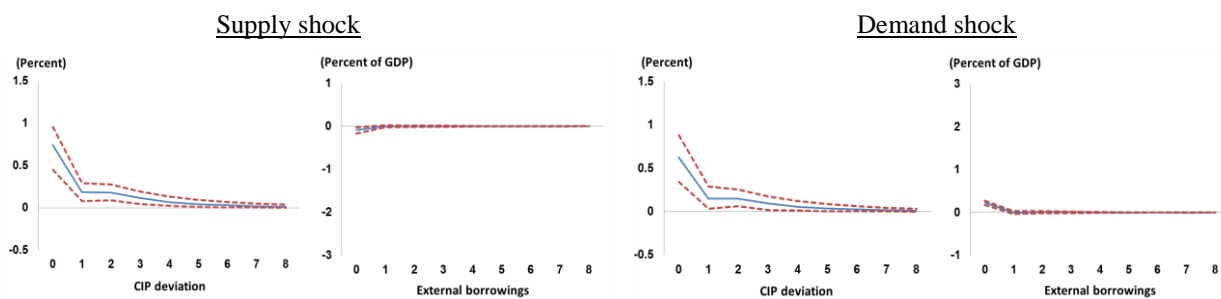 Supply shock
Demand shock
(Percent)
1.5
1
0.5
0
-0.5
0 1 2 3 4 5 6 7 8
CIP deviation
(Percent of GDP)
1
0
-1
-2
-3
0 1 2 3 4 5 6 7 8
External borrowings
(Percent)
1.5
1
0.5
0
-0.5
0 1 2 3 4 5 6 7 8
CIP deviation
(Percent of GDP)
3
2
1
0
-1
0 1 2 3 4 5 6 7 8
External borrowings